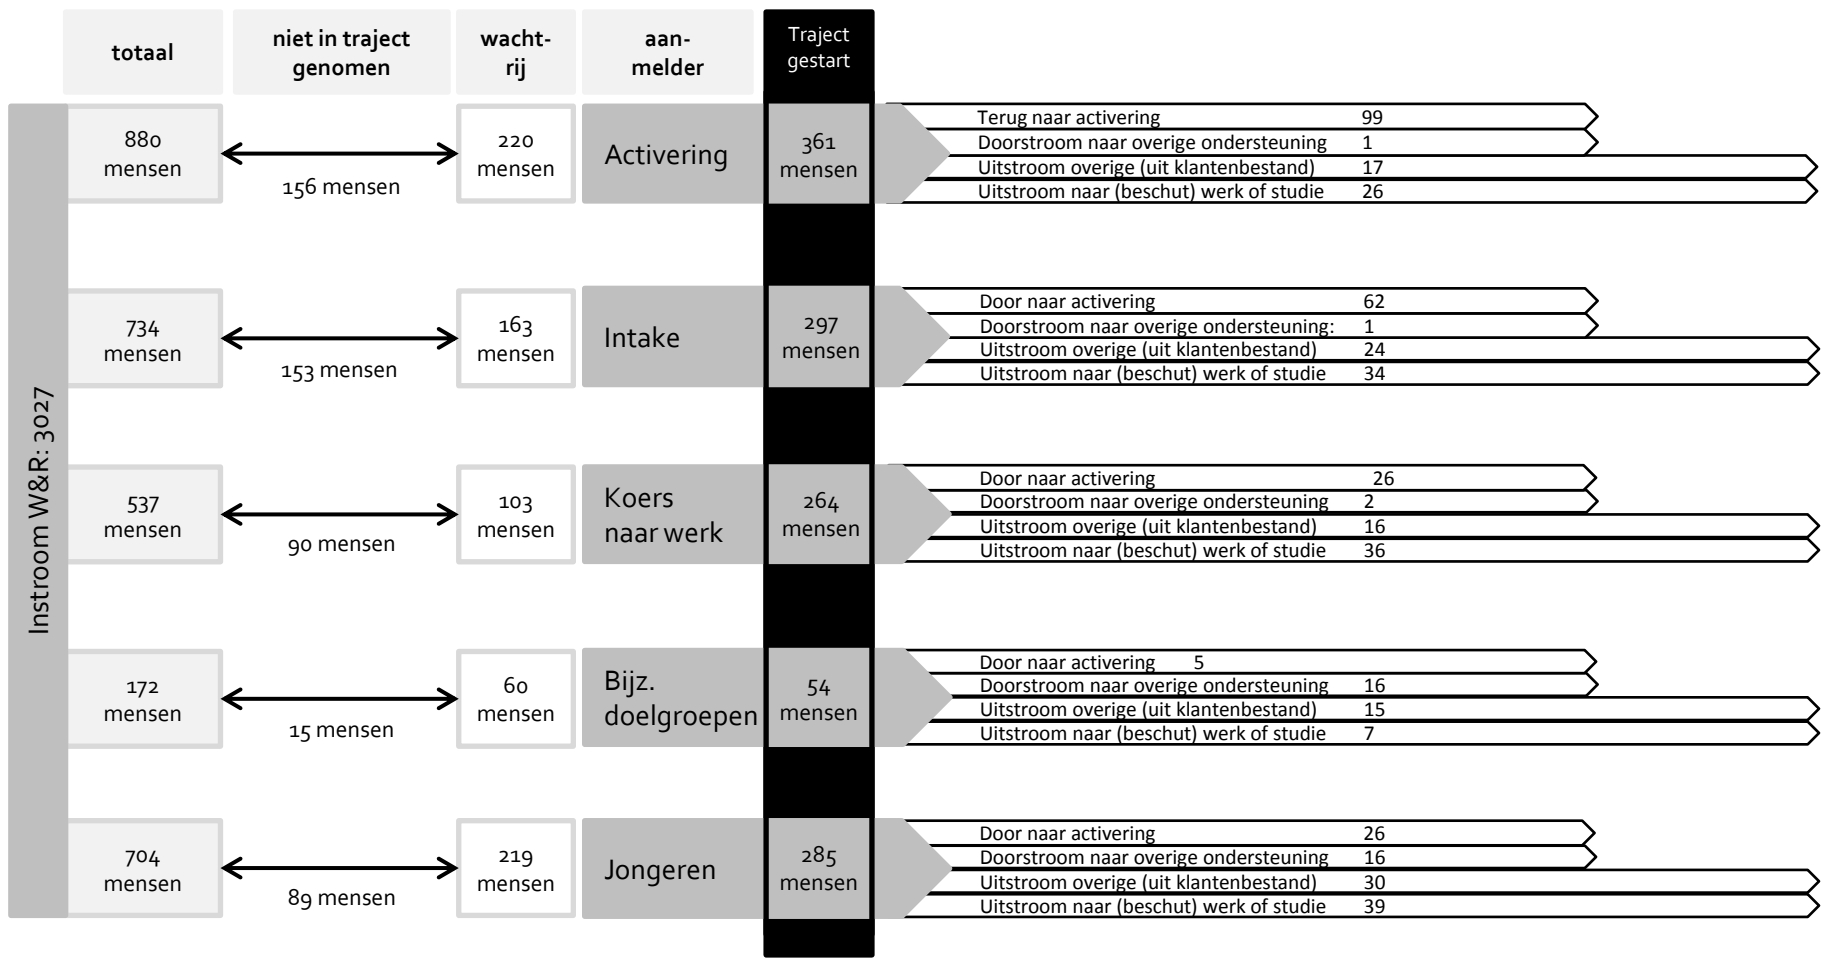 totaal
niet in traject
genomen
wacht-
rij
aan-
melder
Traject
gestart
Instroom W&R: 3027
880
mensen
156 mensen
220
mensen
Activering
361
mensen
Terug naar activering 99
Doorstroom naar overige ondersteuning 1
Uitstroom overige (uit klantenbestand) 17
Uitstroom naar (beschut) werk of studie 26
734
mensen
153 mensen
163
mensen
Intake
297
mensen
Door naar activering 62
Doorstroom naar overige ondersteuning: 1
Uitstroom overige (uit klantenbestand) 24
Uitstroom naar (beschut) werk of studie 34
537
mensen
90 mensen
103
mensen
Koers
naar werk
264
mensen
Door naar activering 26
Doorstroom naar overige ondersteuning 2
Uitstroom overige (uit klantenbestand) 16
Uitstroom naar (beschut) werk of studie 36
172
mensen
15 mensen
60
mensen
Bijz.
doelgroepen
54
mensen
Door naar activering 5
Doorstroom naar overige ondersteuning 16
Uitstroom overige (uit klantenbestand) 15
Uitstroom naar (beschut) werk of studie 7
704
mensen
89 mensen
219
mensen
Jongeren
285
mensen
Door naar activering 26
Doorstroom naar overige ondersteuning 16
Uitstroom overige (uit klantenbestand) 30
Uitstroom naar (beschut) werk of studie 39